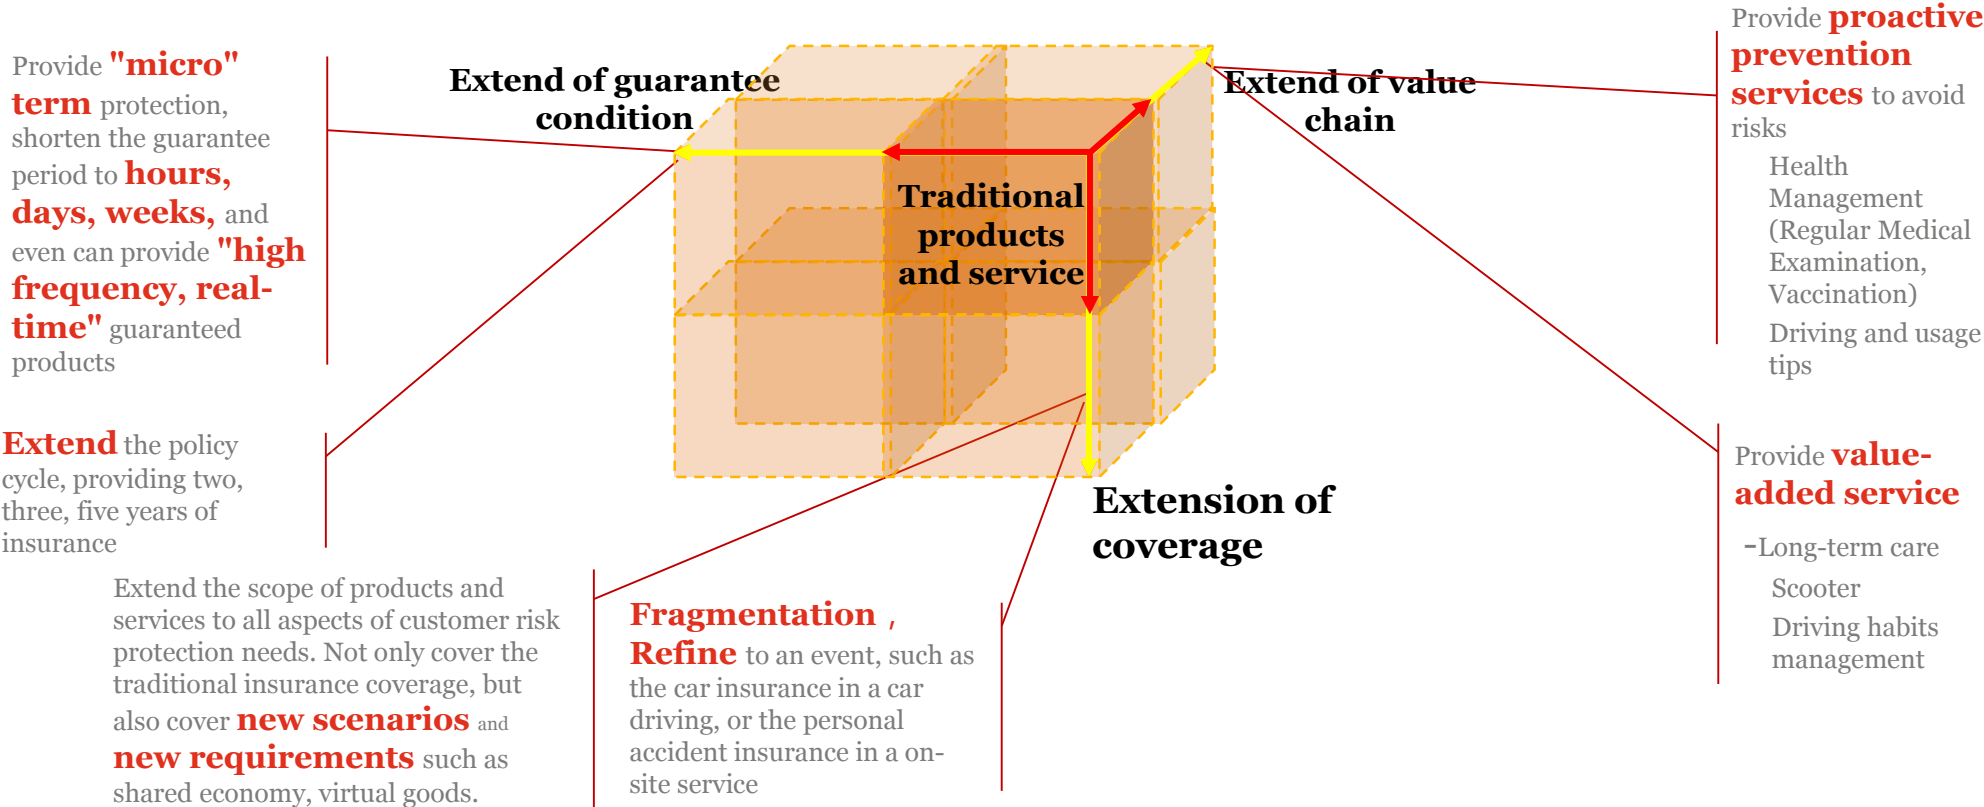 Provide "micro"
term protection,
shorten the guarantee
period to hours,
days, weeks, and
even can provide "high
frequency, real-
time" guaranteed
products
Extend the policy
cycle, providing two,
three, five years of
insurance
Extend of guarantee
condition
Traditional
products
and service
Extend of value
chain
Extension of
coverage
Extend the scope of products and
services to all aspects of customer risk
protection needs. Not only cover the
traditional insurance coverage, but
also cover new scenarios and
new requirements such as
shared economy, virtual goods.
Fragmentation ,
Refine to an event, such as
the car insurance in a car
driving, or the personal
accident insurance in a on-
site service
Provide proactive
prevention
services to avoid
risks
Health
Management
(Regular Medical
Examination,
Vaccination)
Driving and usage
tips
Provide value-
added service
-Long-term care
Scooter
Driving habits
management